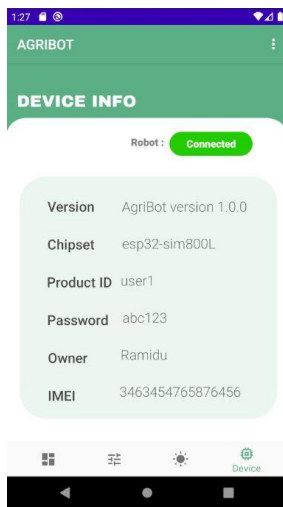 1:27
AGRIBOT
DEVICE INFO
Robot : Connected
Version AgriBot version 1.0.0
Chipset esp32-sim800L
Product ID user1
Password abc123
Owner Ramidu
IMEI 3463454765876456
Device